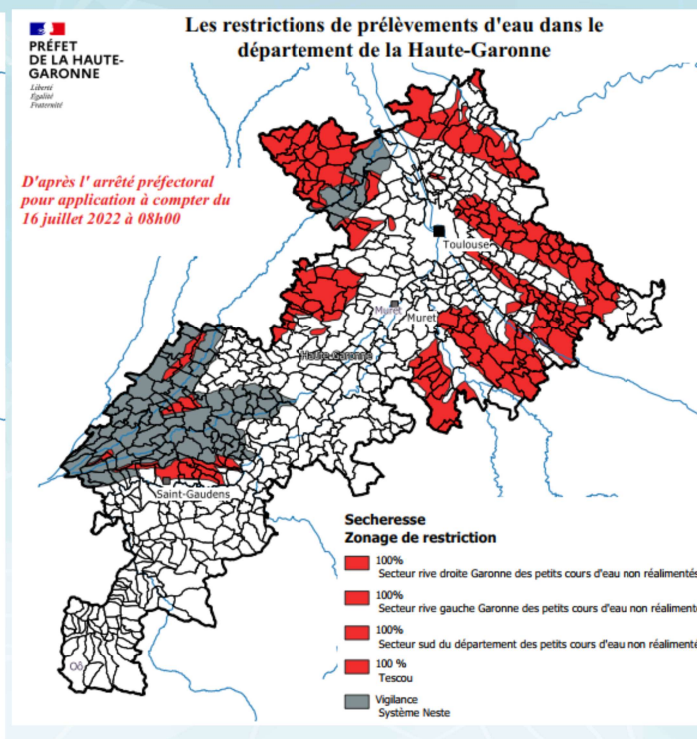 Les restrictions de prélèvements d'eau dans le
département de la Haute-Garonne
PRÉFET
DE LA HAUTE-
GARONNE
Liberté
Égalité
Fraternité
D'après l' arrêté préfectoral
pour application à compter du
16 juillet 2022 à 08h00
Toulouse
Muret
Muret
Haute-Garonne
Saint-Gaudens
Oô
Secheresse
Zonage de restriction
100%
Secteur rive droite Garonne des petits cours d'eau non réalimentés
100%
Secteur rive gauche Garonne des petits cours d'eau non réalimenté
100%
Secteur sud du département des petits cours d'eau non réalimenté
100 %
Tescou
Vigilance
Système Neste